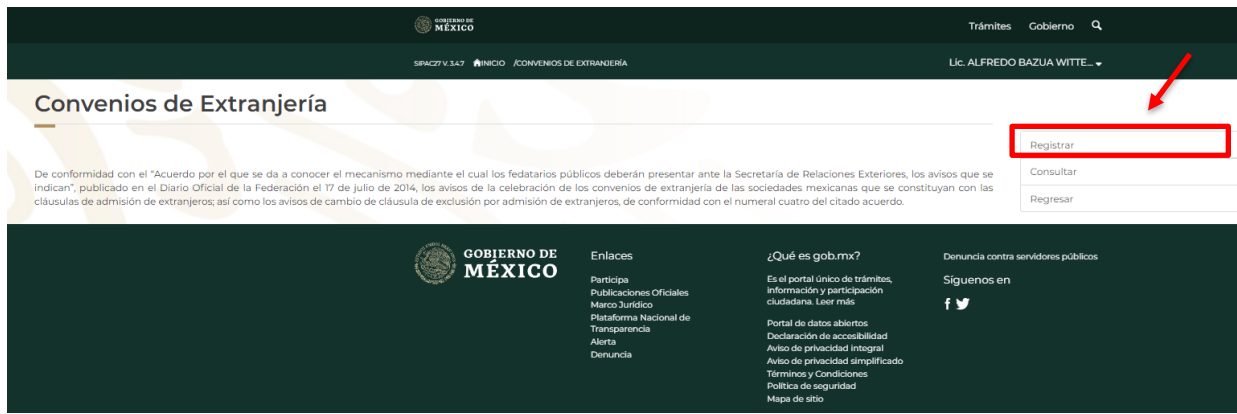 GOBIERNO DE
MÉXICO
Trámites Gobierno
SIPAC27 V. 3.4.7 INICIO /CONVENIOS DE EXTRANJERÍA
Lic. ALFREDO BAZUA WITTE...
Convenios de Extranjería
Registrar
Consultar
Regresar
De conformidad con el "Acuerdo por el que se da a conocer el mecanismo mediante el cual los fedatarios públicos deberán presentar ante la Secretaría de Relaciones Exteriores, los avisos que se
indican", publicado en el Diario Oficial de la Federación el 17 de julio de 2014, los avisos de la celebración de los convenios de extranjería de las sociedades mexicanas que se constituyan con las
cláusulas de admisión de extranjeros; así como los avisos de cambio de cláusula de exclusión por admisión de extranjeros, de conformidad con el numeral cuatro del citado acuerdo.
GOBIERNO DE
MÉXICO
Enlaces
Participa
Publicaciones Oficiales
Marco Jurídico
Plataforma Nacional de
Transparencia
Alerta
Denuncia
¿Qué es gob.mx?
Es el portal único de trámites,
información y participación
ciudadana. Leer más
Portal de datos abiertos
Declaración de accesibilidad
Aviso de privacidad integral
Aviso de privacidad simplificado
Términos y Condiciones
Política de seguridad
Mapa de sitio
Denuncia contra servidores públicos
Síguenos en